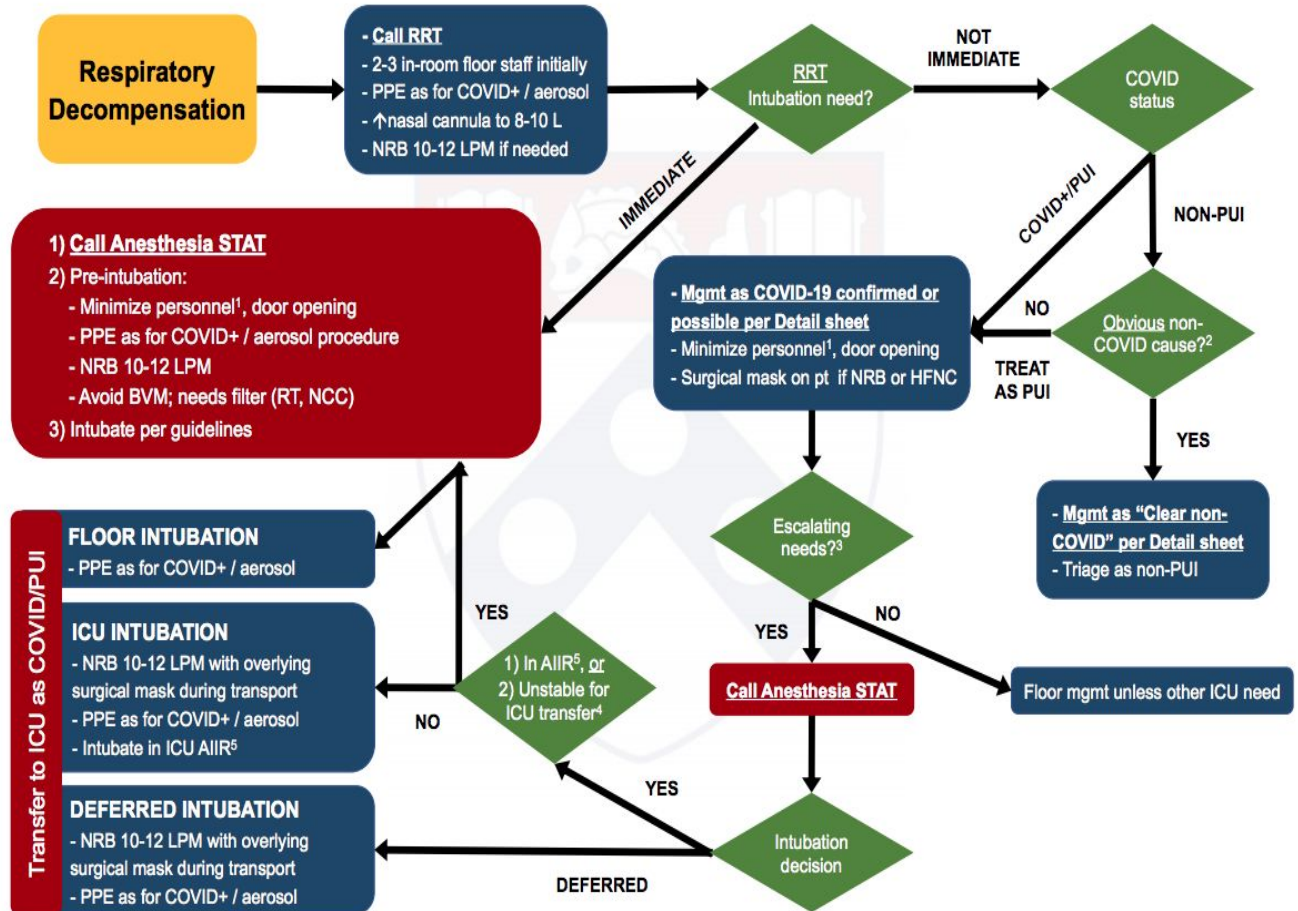 Respiratory
Decompensation
- Call RRT
- 2-3 in-room floor staff initially
- PPE as for COVID+ / aerosol
- ↑nasal cannula to 8-10 L
- NRB 10-12 LPM if needed
RRT
Intubation need?
NOT
IMMEDIATE
COVID
status
IMMEDIATE
COVID+/PUI
NON-PUI
1) Call Anesthesia STAT
2) Pre-intubation:
- Minimize personnel¹, door opening
- PPE as for COVID+ / aerosol procedure
- NRB 10-12 LPM
- Avoid BVM; needs filter (RT, NCC)
3) Intubate per guidelines
- Mgmt as COVID-19 confirmed or
possible per Detail sheet
- Minimize personnel¹, door opening
- Surgical mask on pt if NRB or HFNC
NO
TREAT
AS PUI
Obvious non-
COVID cause?²
YES
- Mgmt as “Clear non-
COVID” per Detail sheet
- Triage as non-PUI
Escalating
needs?³
YES
NO
Call Anesthesia STAT
Floor mgmt unless other ICU need
Intubation
decision
YES
DEFERRED
1) In AIIR⁵, or
2) Unstable for
ICU transfer⁴
YES
NO
Transfer to ICU as COVID/PUI
FLOOR INTUBATION
- PPE as for COVID+ / aerosol
ICU INTUBATION
- NRB 10-12 LPM with overlying
surgical mask during transport
- PPE as for COVID+ / aerosol
- Intubate in ICU AIIR⁵
DEFERRED INTUBATION
- NRB 10-12 LPM with overlying
surgical mask during transport
- PPE as for COVID+ / aerosol